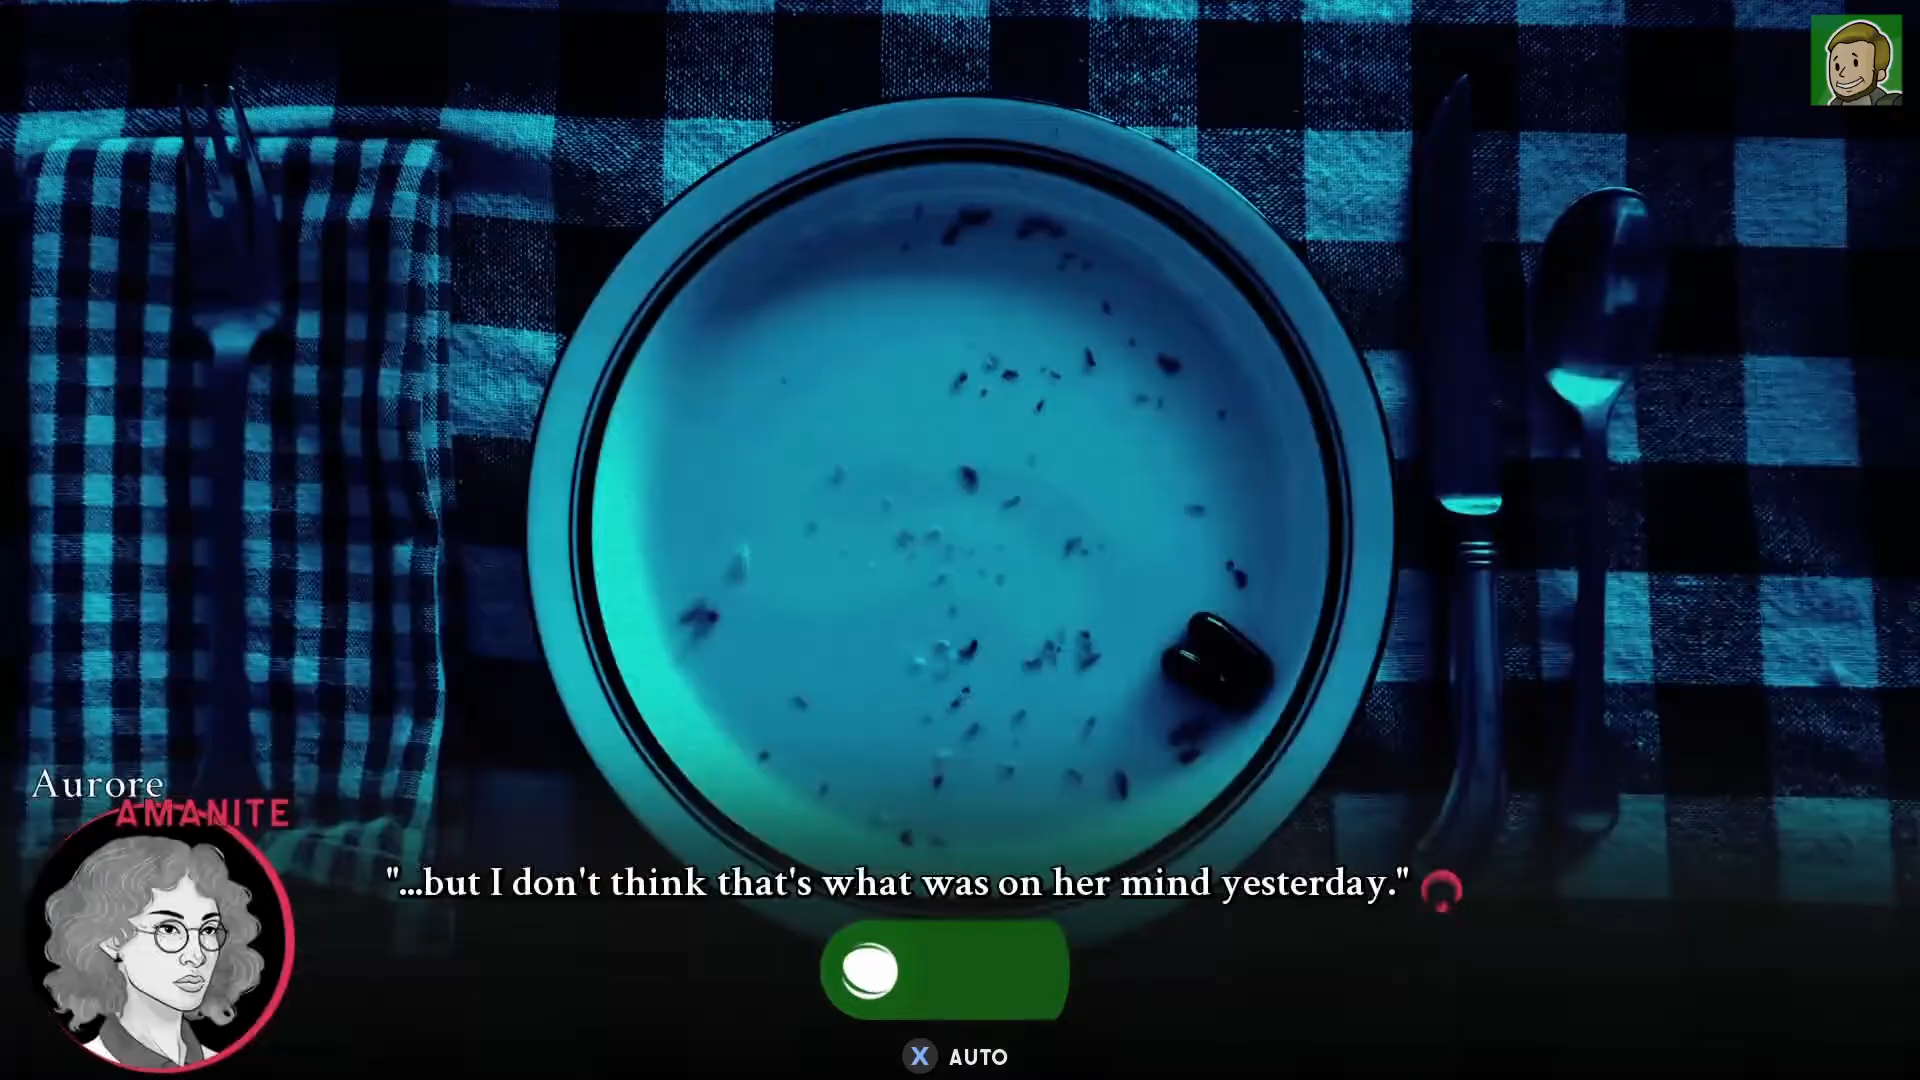 Aurore
AMANITE
"...but I don't think that's what was on her mind yesterday."
X AUTO